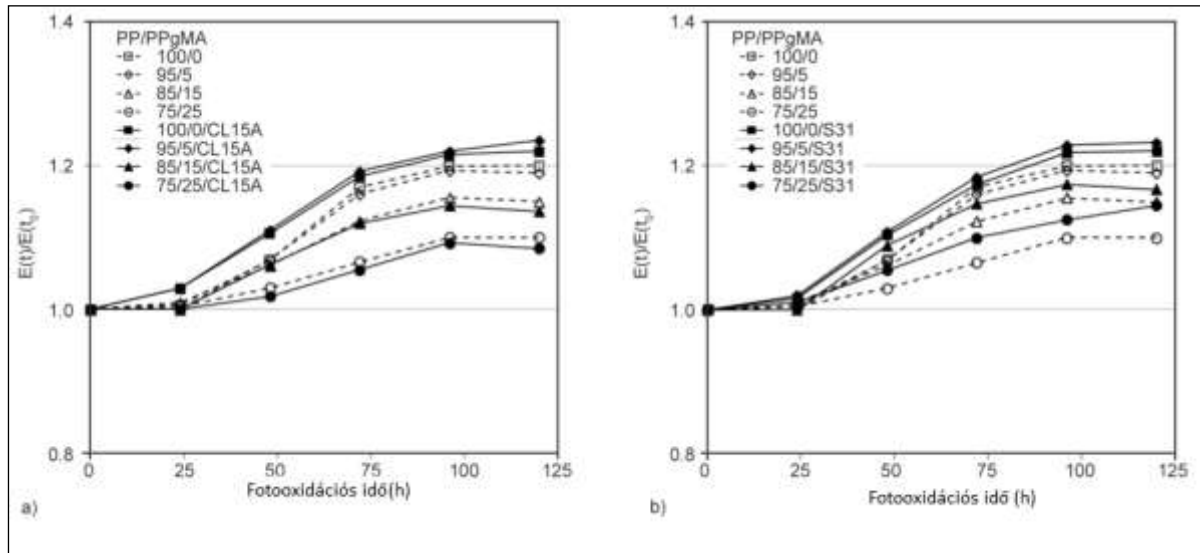 1.4
PP/PPgMA
100/0
95/5
85/15
75/25
100/0/CL15A
95/5/CL15A
85/15/CL15A
75/25/CL15A
1.2
1.0
0.8
E(t)/E(t₀)
0 25 50 75 100 125
Fotooxidációs idő(h)
a)
1.4
PP/PPgMA
100/0
95/5
85/15
75/25
100/0/S31
95/5/S31
85/15/S31
75/25/S31
1.2
1.0
0.8
E(t)/E(t₀)
0 25 50 75 100 125
Fotooxidációs idő (h)
b)